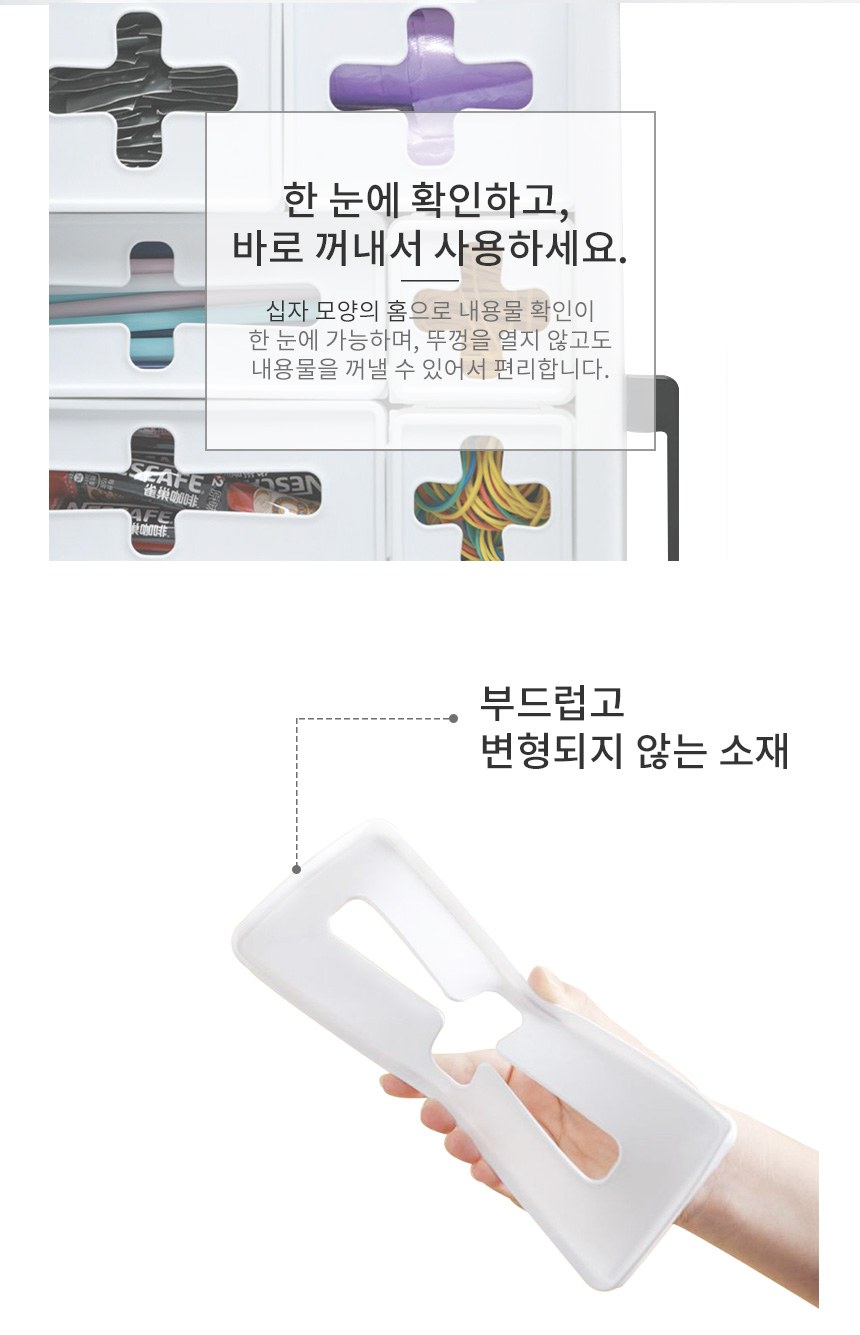 한 눈에 확인하고,
바로 꺼내서 사용하세요.
십자 모양의 홈으로 내용물 확인이
한 눈에 가능하며, 뚜껑을 열지 않고도
내용물을 꺼낼 수 있어서 편리합니다.
NESCAFE
부드럽고
변형되지 않는 소재